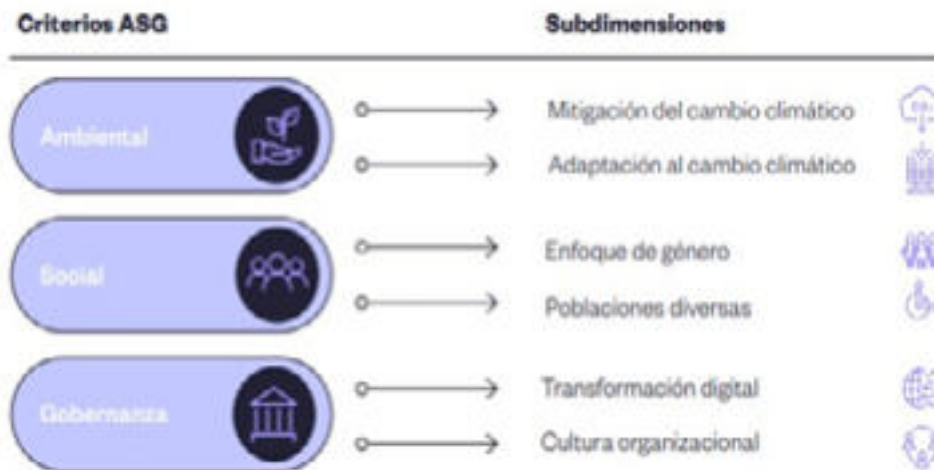 Criterios ASG
Subdimensiones
Ambiental
Mitigación del cambio climático
Adaptación al cambio climático
Social
Enfoque de género
Poblaciones diversas
Gobernanza
Transformación digital
Cultura organizacional